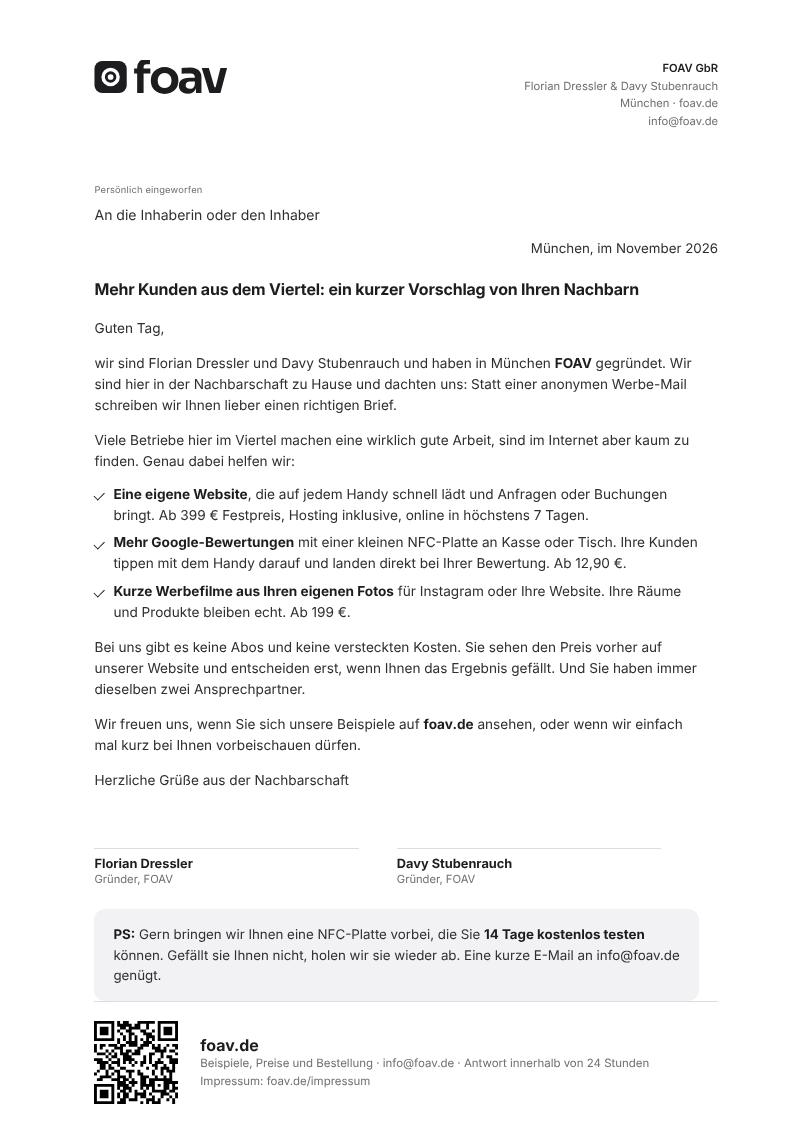 foav
FOAV GbR
Florian Dressler & Davy Stubenrauch
München · foav.de
info@foav.de
Persönlich eingeworfen
An die Inhaberin oder den Inhaber
München, im November 2026
Mehr Kunden aus dem Viertel: ein kurzer Vorschlag von Ihren Nachbarn
Guten Tag,
wir sind Florian Dressler und Davy Stubenrauch und haben in München FOAV gegründet. Wir
sind hier in der Nachbarschaft zu Hause und dachten uns: Statt einer anonymen Werbe-Mail
schreiben wir Ihnen lieber einen richtigen Brief.
Viele Betriebe hier im Viertel machen eine wirklich gute Arbeit, sind im Internet aber kaum zu
finden. Genau dabei helfen wir:
✓ Eine eigene Website, die auf jedem Handy schnell lädt und Anfragen oder Buchungen
bringt. Ab 399 € Festpreis, Hosting inklusive, online in höchstens 7 Tagen.
✓ Mehr Google-Bewertungen mit einer kleinen NFC-Platte an Kasse oder Tisch. Ihre Kunden
tippen mit dem Handy darauf und landen direkt bei Ihrer Bewertung. Ab 12,90 €.
✓ Kurze Werbefilme aus Ihren eigenen Fotos für Instagram oder Ihre Website. Ihre Räume
und Produkte bleiben echt. Ab 199 €.
Bei uns gibt es keine Abos und keine versteckten Kosten. Sie sehen den Preis vorher auf
unserer Website und entscheiden erst, wenn Ihnen das Ergebnis gefällt. Und Sie haben immer
dieselben zwei Ansprechpartner.
Wir freuen uns, wenn Sie sich unsere Beispiele auf foav.de ansehen, oder wenn wir einfach
mal kurz bei Ihnen vorbeischauen dürfen.
Herzliche Grüße aus der Nachbarschaft
Florian Dressler
Gründer, FOAV
Davy Stubenrauch
Gründer, FOAV
PS: Gern bringen wir Ihnen eine NFC-Platte vorbei, die Sie 14 Tage kostenlos testen
können. Gefällt sie Ihnen nicht, holen wir sie wieder ab. Eine kurze E-Mail an info@foav.de
genügt.
foav.de
Beispiele, Preise und Bestellung · info@foav.de · Antwort innerhalb von 24 Stunden
Impressum: foav.de/impressum